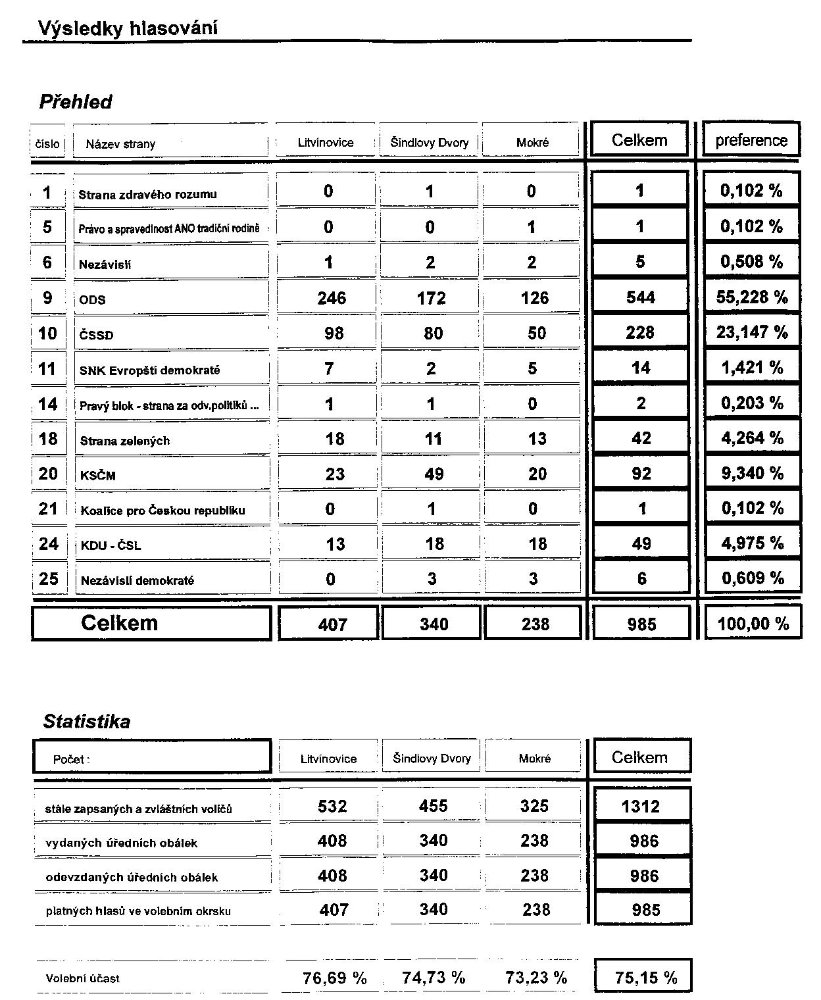 Výsledky hlasování
Přehled
číslo Název strany Litvínovice Šindlovy Dvory Mokré Celkem preference
1 Strana zdravého rozumu 0 1 0 1 0,102 %
5 Právo a spravedlnost ANO tradiční rodině 0 0 1 1 0,102 %
6 Nezávislí 1 2 2 5 0,508 %
9 ODS 246 172 126 544 55,228 %
10 ČSSD 98 80 50 228 23,147 %
11 SNK Evropští demokraté 7 2 5 14 1,421 %
14 Pravý blok - strana za odv.politiků ... 1 1 0 2 0,203 %
18 Strana zelených 18 11 13 42 4,264 %
20 KSČM 23 49 20 92 9,340 %
21 Koalice pro Českou republiku 0 1 0 1 0,102 %
24 KDU - ČSL 13 18 18 49 4,975 %
25 Nezávislí demokraté 0 3 3 6 0,609 %
Celkem 407 340 238 985 100,00 %
Statistika
Počet : Litvínovice Šindlovy Dvory Mokré Celkem
stále zapsaných a zvláštních voličů 532 455 325 1312
vydaných úředních obálek 408 340 238 986
odevzdaných úředních obálek 408 340 238 986
platných hlasů ve volebním okrsku 407 340 238 985
Volební účast 76,69 % 74,73 % 73,23 % 75,15 %